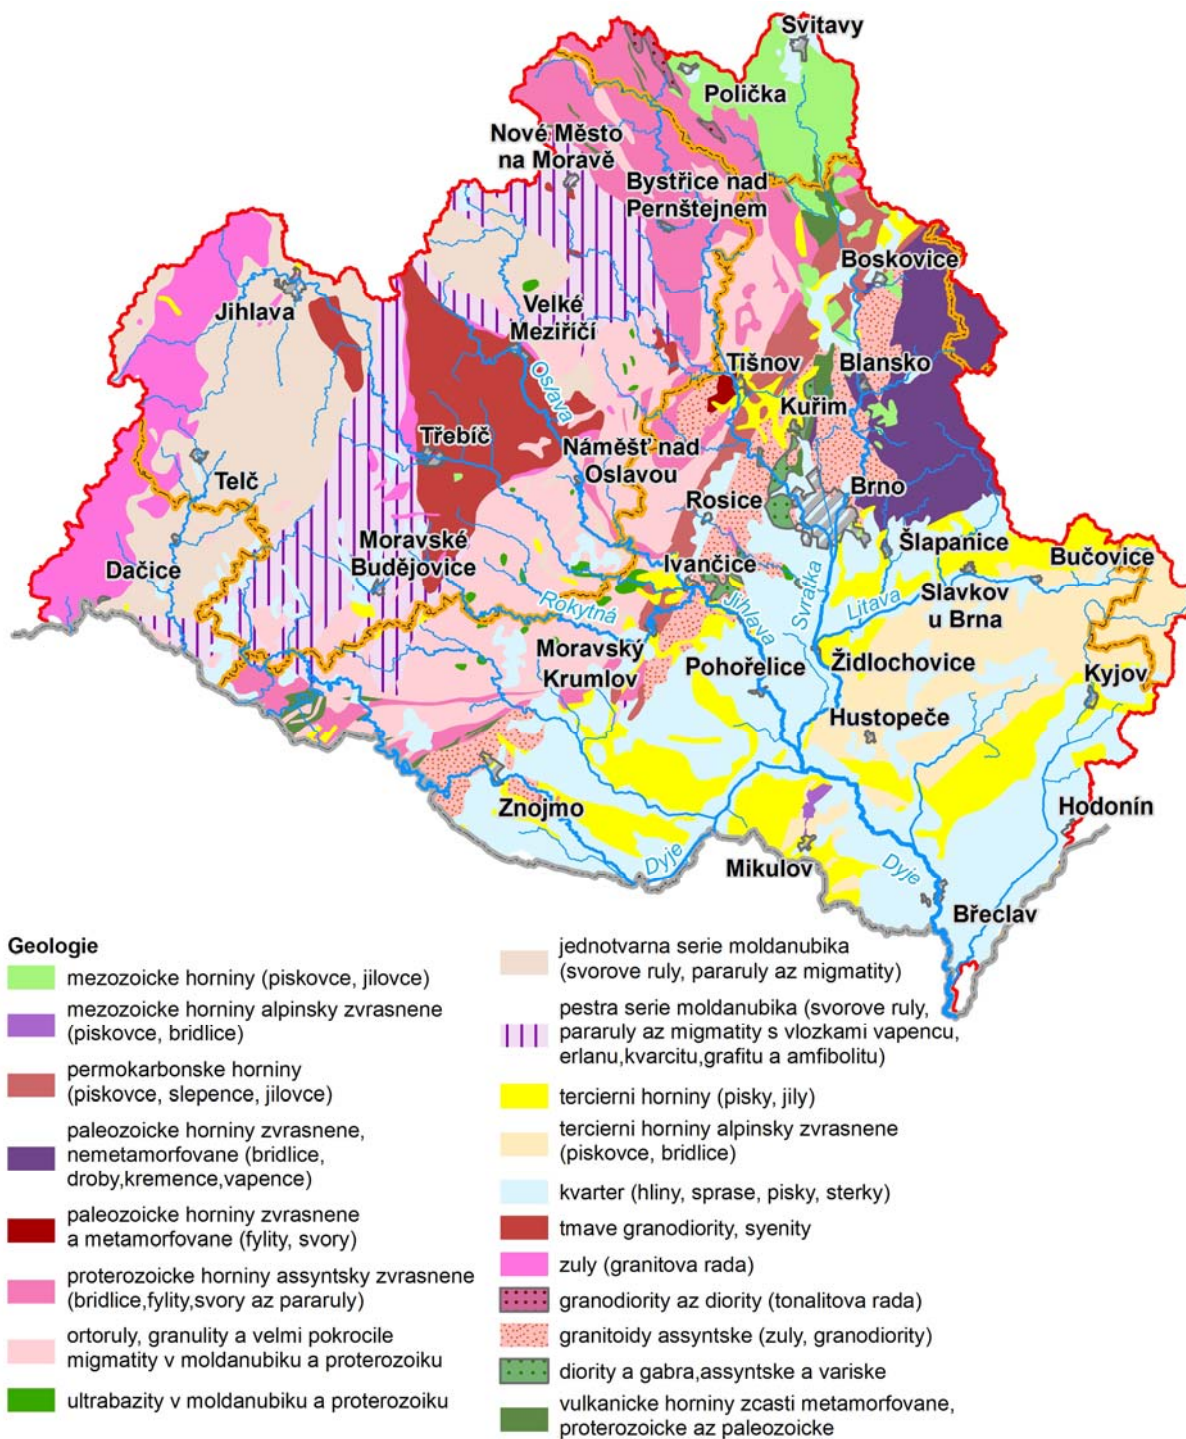 Svitavy
Polička
Nové Město
na Moravě
Bystřice nad
Pernštejnem
Boskovice
Jihlava
Velké
Meziříčí
Oslava
Tišnov
Blansko
Kuřim
Třebíč
Náměšť nad
Oslavou
Telč
Rosice
Brno
Moravské
Budějovice
Šlapanice
Bučovice
Dačice
Ivančice
Slavkov
u Brna
Rokytná
Jihlava
Svratka
Litava
Moravský
Krumlov
Pohořelice
Židlochovice
Kyjov
Hustopeče
Znojmo
Hodonín
Dyje
Mikulov
Dyje
Břeclav
Geologie
mezozoicke horniny (piskovce, jilovce)
mezozoicke horniny alpinsky zvrasnene
(piskovce, bridlice)
permokarbonske horniny
(piskovce, slepence, jilovce)
paleozoicke horniny zvrasnene,
nemetamorfovane (bridlice,
droby,kremence,vapence)
paleozoicke horniny zvrasnene
a metamorfovane (fylity, svory)
proterozoicke horniny assyntsky zvrasnene
(bridlice,fylity,svory az pararuly)
ortoruly, granulity a velmi pokrocile
migmatity v moldanubiku a proterozoiku
ultrabazity v moldanubiku a proterozoiku
jednotvarna serie moldanubika
(svorove ruly, pararuly az migmatity)
pestra serie moldanubika (svorove ruly,
pararuly az migmatity s vlozkami vapencu,
erlanu,kvarcitu,grafitu a amfibolitu)
tercierni horniny (pisky, jily)
tercierni horniny alpinsky zvrasnene
(piskovce, bridlice)
kvarter (hliny, sprase, pisky, sterky)
tmave granodiority, syenity
zuly (granitova rada)
granodiority az diority (tonalitova rada)
granitoidy assyntske (zuly, granodiority)
diority a gabra,assyntske a variske
vulkanicke horniny zcasti metamorfovane,
proterozoicke az paleozoicke